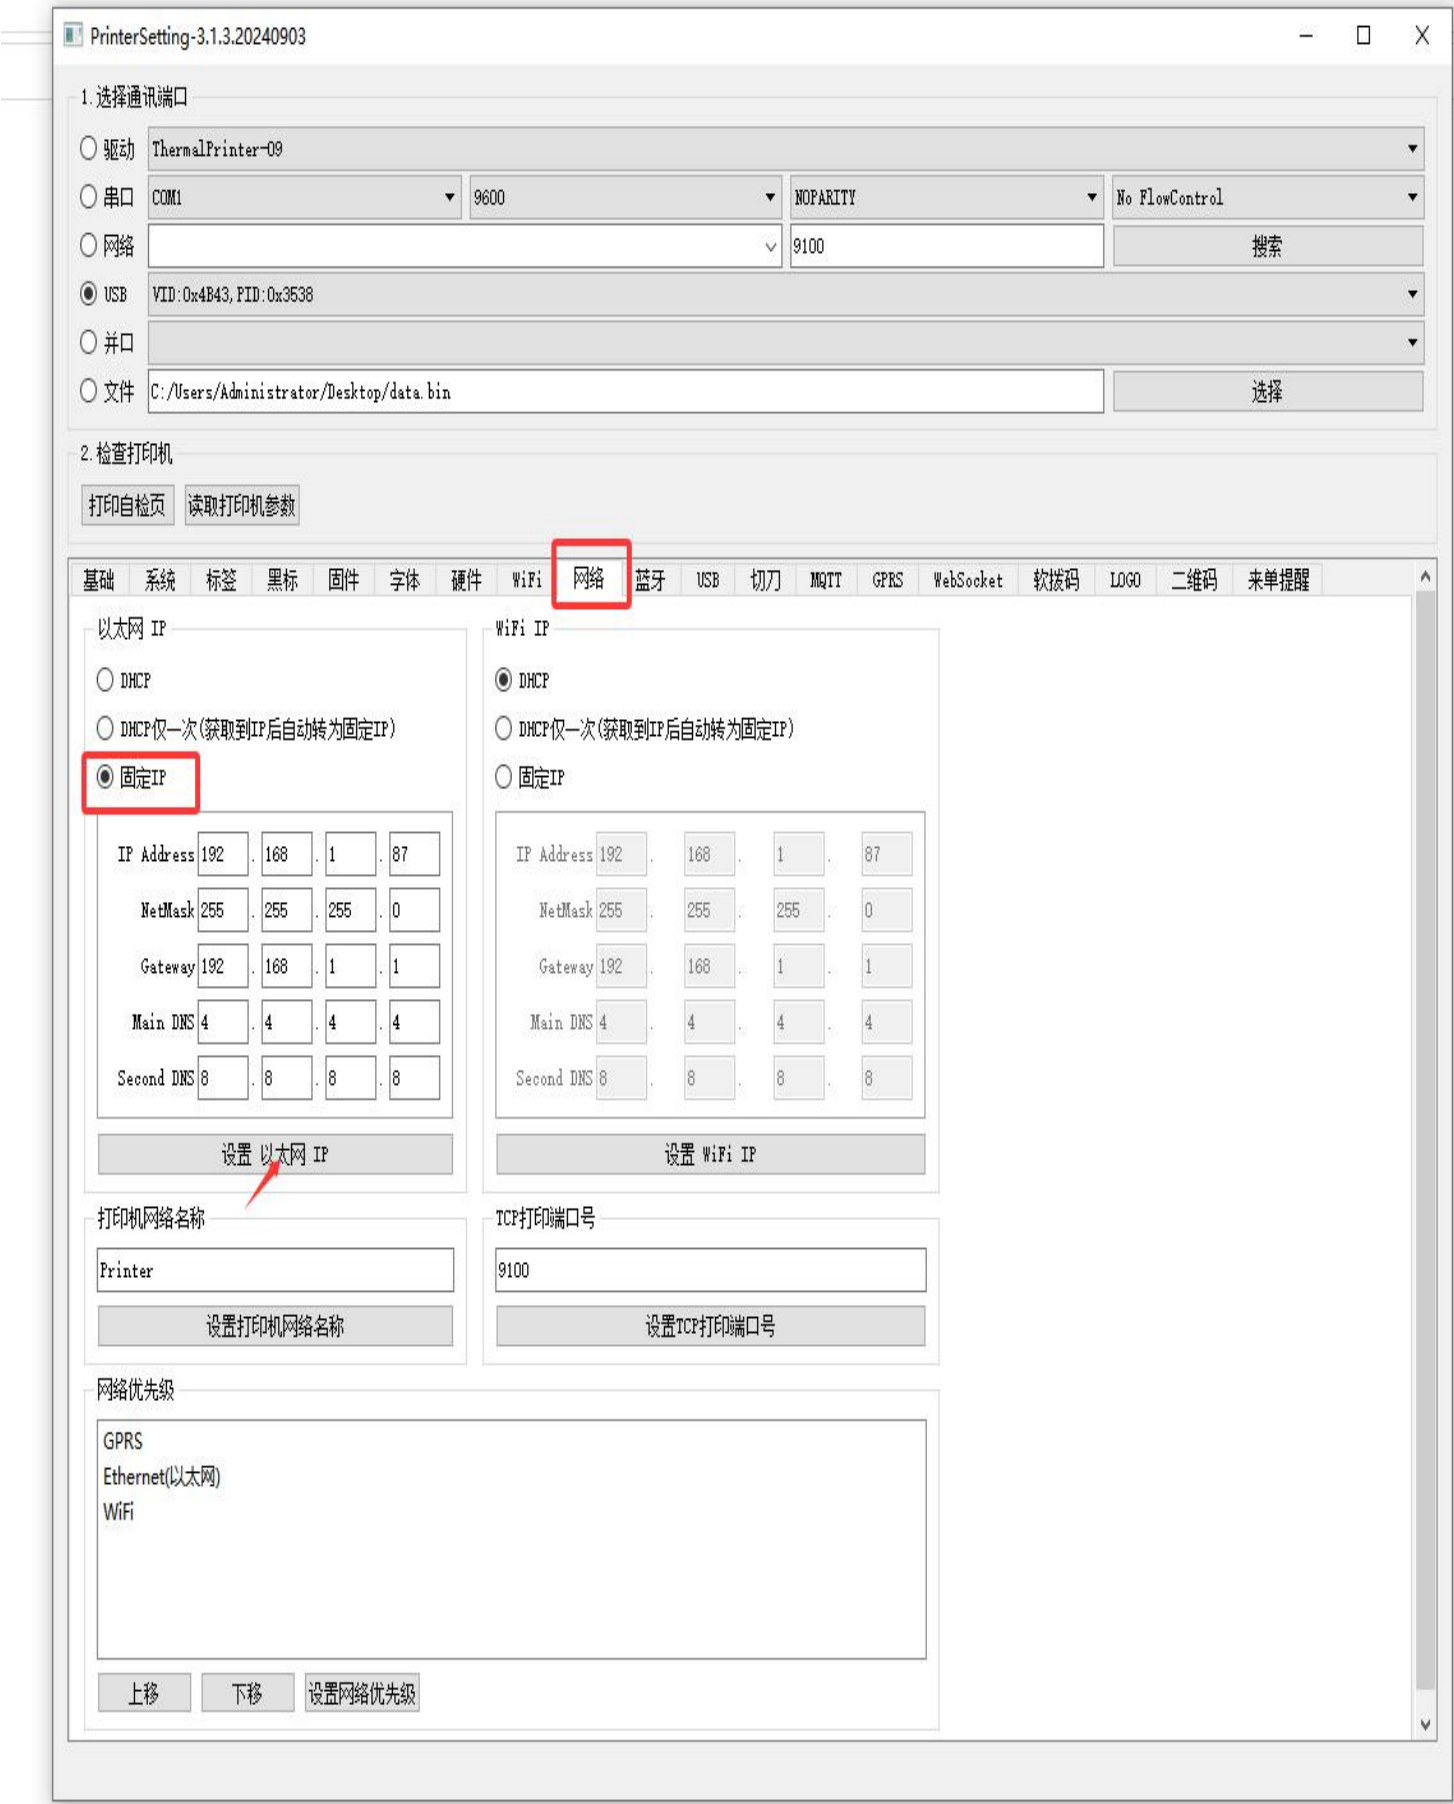 PrinterSetting-3.1.3.20240903
1.选择通讯端口
驱动 ThermalPrinter-09
串口 COM1 9600 NOPARITY No FlowControl
网络 9100 搜索
USB VID:0x4B43,PID:0x3538
并口
文件 C:/Users/Administrator/Desktop/data.bin 选择
2.检查打印机
打印自检页 读取打印机参数
基础 系统 标签 黑标 固件 字体 硬件 WiFi 网络 蓝牙 USB 切刀 MQTT GPRS WebSocket 软拨码 LOGO 二维码 来单提醒
以太网 IP WiFi IP
DHCP DHCP
DHCP仅一次(获取到IP后自动转为固定IP) DHCP仅一次(获取到IP后自动转为固定IP)
固定IP 固定IP
IP Address 192 . 168 . 1 . 87 IP Address 192 . 168 . 1 . 87
NetMask 255 . 255 . 255 . 0 NetMask 255 . 255 . 255 . 0
Gateway 192 . 168 . 1 . 1 Gateway 192 . 168 . 1 . 1
Main DNS 4 . 4 . 4 . 4 Main DNS 4 . 4 . 4 . 4
Second DNS 8 . 8 . 8 . 8 Second DNS 8 . 8 . 8 . 8
设置 以太网 IP 设置 WiFi IP
打印机网络名称 TCP打印端口号
Printer 9100
设置打印机网络名称 设置TCP打印端口号
网络优先级
GPRS
Ethernet(以太网)
WiFi
上移 下移 设置网络优先级